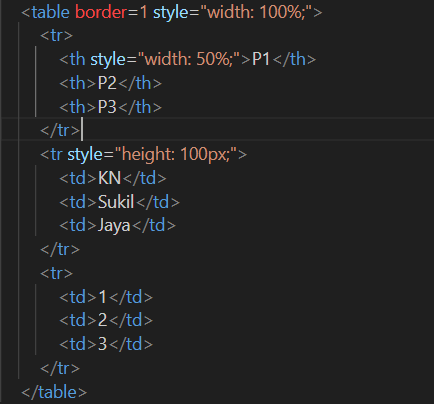 <table border=1 style="width: 100%;">
<tr>
<th style="width: 50%;">P1</th>
<th>P2</th>
<th>P3</th>
</tr>
<tr style="height: 100px;">
<td>KN</td>
<td>Sukil</td>
<td>Jaya</td>
</tr>
<tr>
<td>1</td>
<td>2</td>
<td>3</td>
</tr>
</table>